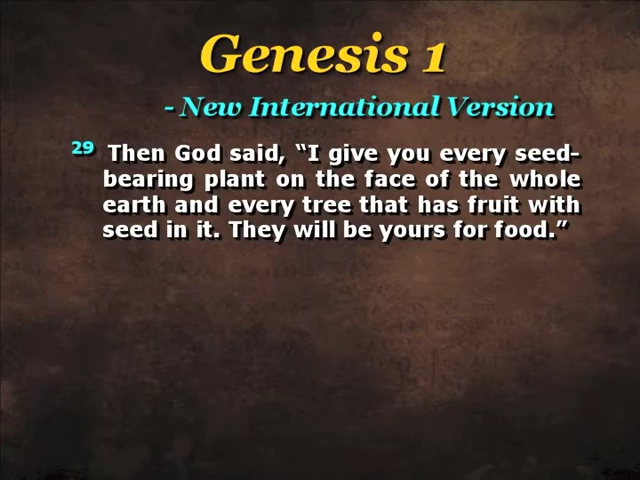 Genesis 1
- New International Version
29 Then God said, “I give you every seed-
bearing plant on the face of the whole
earth and every tree that has fruit with
seed in it. They will be yours for food.”